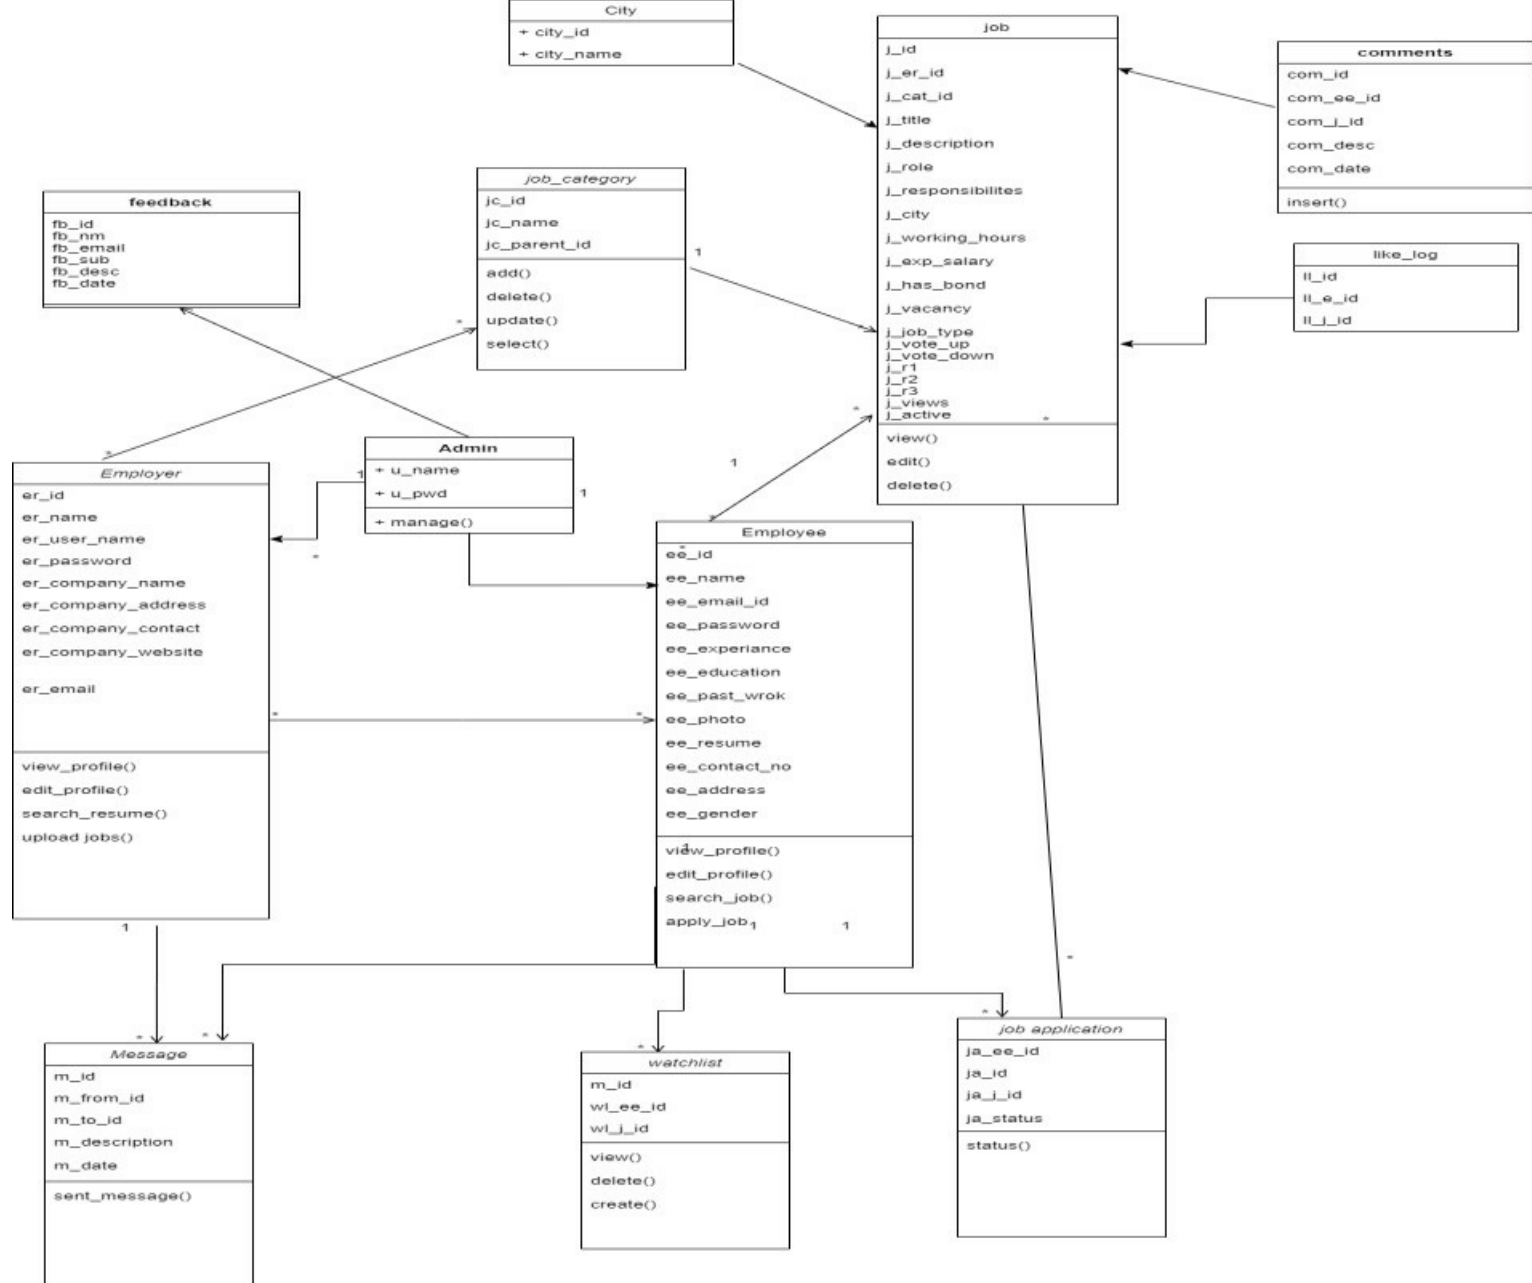 City
+ city_id
+ city_name
job
j_id
j_er_id
j_cat_id
j_title
j_description
j_role
j_responsibilites
j_city
j_working_hours
j_exp_salary
j_has_bond
j_vacancy
j_job_type
j_vote_up
j_vote_down
j_r1
j_r2
j_r3
j_views
j_active
*
view()
edit()
delete()
comments
com_id
com_ee_id
com_j_id
com_desc
com_date
insert()
like_log
ll_id
ll_e_id
ll_j_id
job_category
jc_id
jc_name
jc_parent_id
add()
delete()
update()
select()
1
*
feedback
fb_id
fb_nm
fb_email
fb_sub
fb_desc
fb_date
*
Admin
+ u_name
+ u_pwd
+ manage()
1
1
*
Employer
er_id
er_name
er_user_name
er_password
er_company_name
er_company_address
er_company_contact
er_company_website
er_email
view_profile()
edit_profile()
search_resume()
upload jobs()
*
*
1
*
1
*
Employee
*
ee_id
ee_name
ee_email_id
ee_password
ee_experiance
ee_education
ee_past_wrok
ee_photo
ee_resume
ee_contact_no
ee_address
ee_gender
1
view_profile()
edit_profile()
search_job()
apply_job
1
1
*
*
Message
m_id
m_from_id
m_to_id
m_description
m_date
sent_message()
*
watchlist
m_id
wl_ee_id
wl_j_id
view()
delete()
create()
*
*
job application
ja_ee_id
ja_id
ja_j_id
ja_status
status()